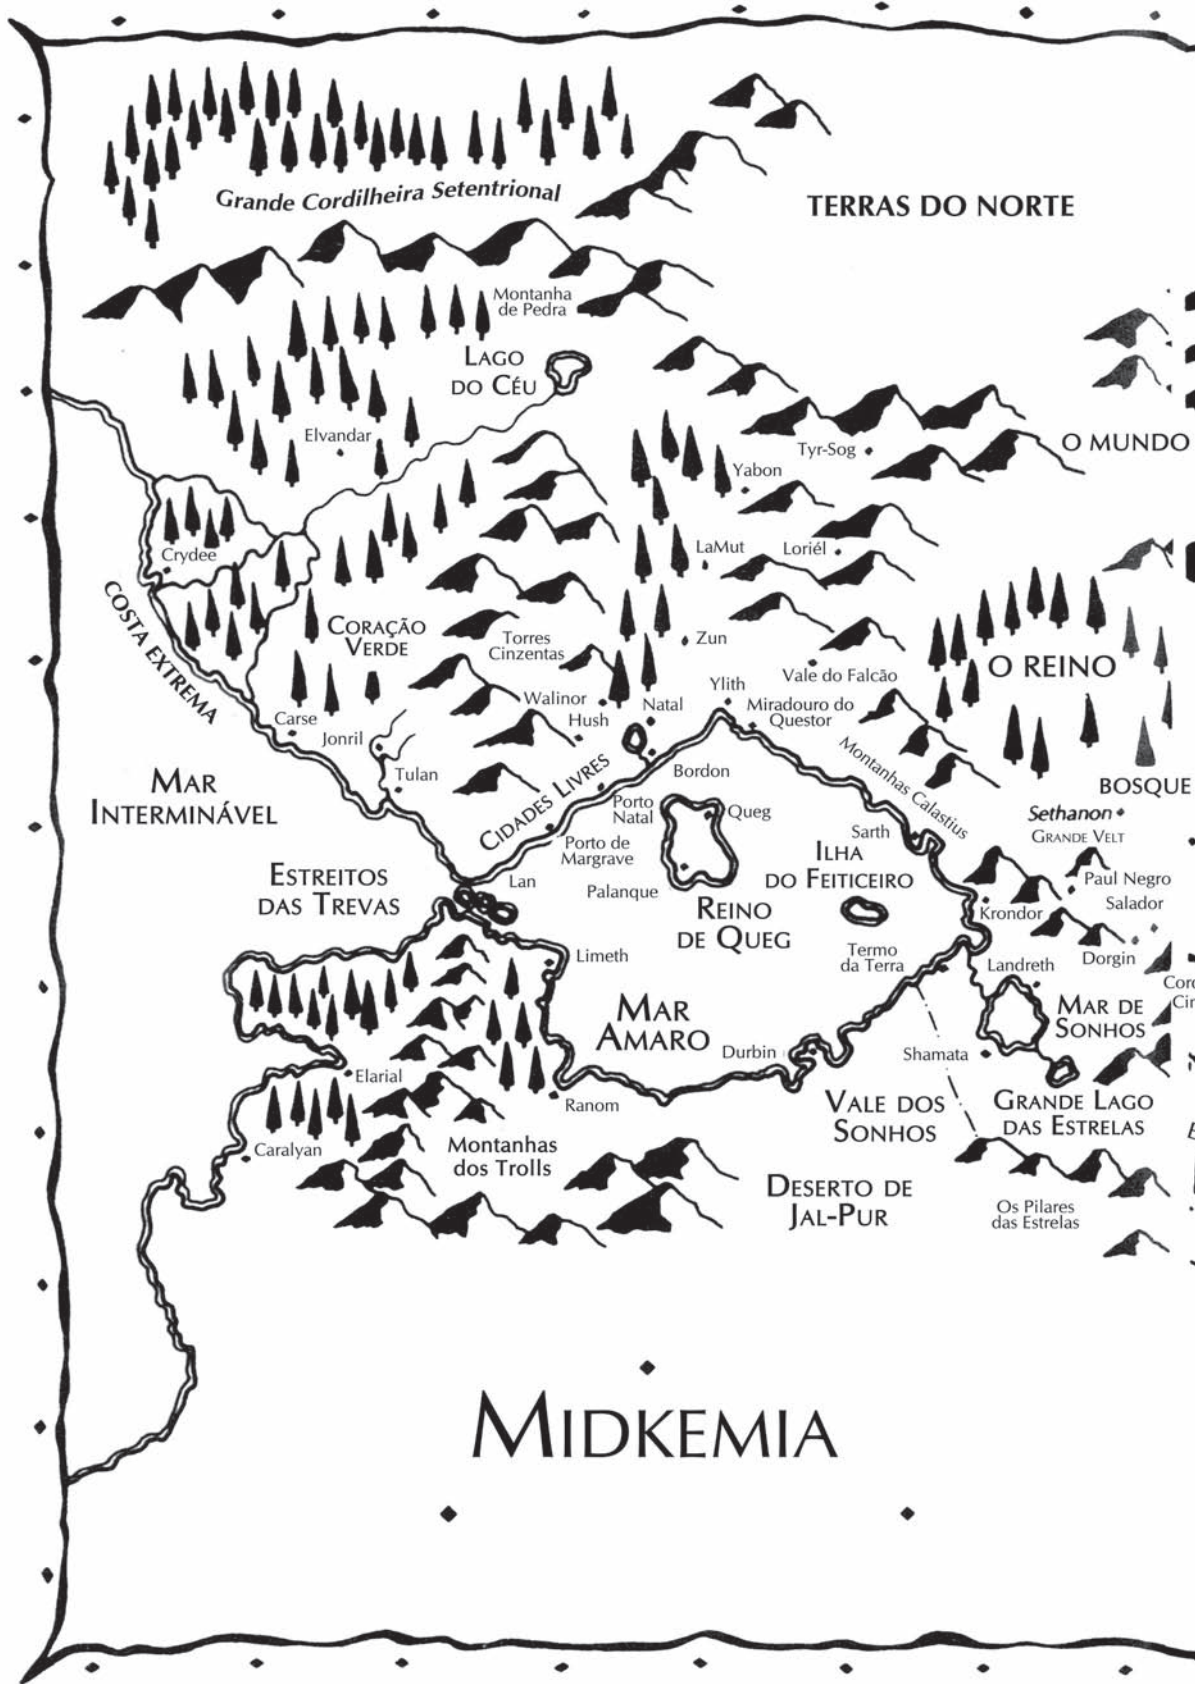 Grande Cordilheira Setentrional
TERRAS DO NORTE
Montanha
de Pedra
LAGO
DO CÉU
Elvandar
Tyr-Sog
O MUNDO
Yabon
Crydee
LaMut
Loriél
COSTA EXTREMA
CORAÇÃO
VERDE
Torres
Cinzentas
Zun
Vale do Falcão
O REINO
Walinor
Natal
Ylith
Hush
Miradouro do
Questor
Carse
Jonril
Tulan
CIDADES LIVRES
Bordon
Montanhas Calastius
MAR
INTERMINÁVEL
BOSQUE
Porto
Natal
Queg
Sethanon
GRANDE VELT
Porto de
Margrave
Sarth
ILHA
DO FEITICEIRO
ESTREITOS
DAS TREVAS
Lan
Palanque
Paul Negro
Salador
REINO
DE QUEG
Krondor
Limeth
Termo
da Terra
Landreth
Dorgin
MAR
AMARO
MAR DE
SONHOS
Durbin
Shamata
Elarial
Ranom
VALE DOS
SONHOS
GRANDE LAGO
DAS ESTRELAS
Caralyan
Montanhas
dos Trolls
DESERTO DE
JAL-PUR
Os Pilares
das Estrelas
MIDKEMIA